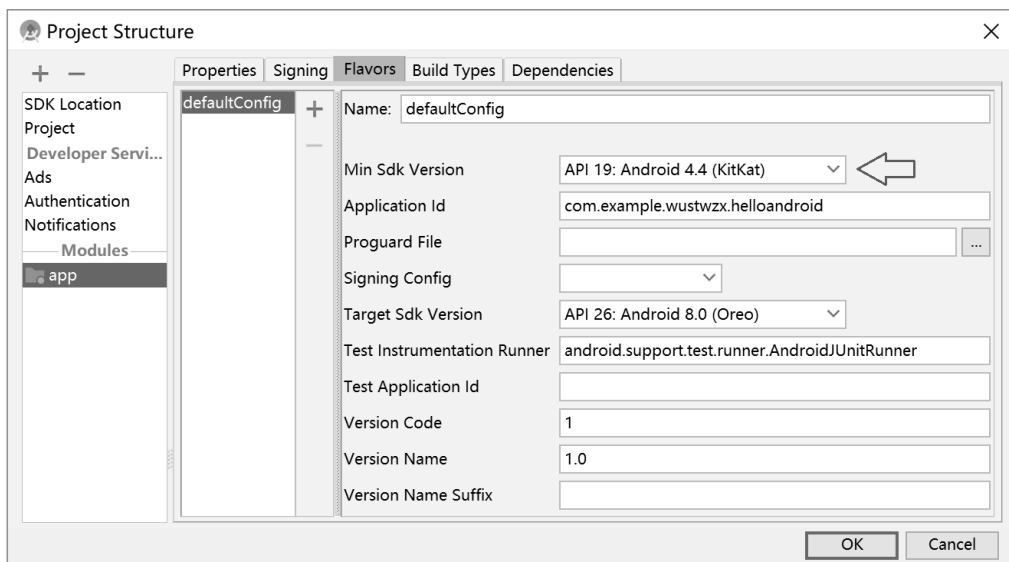 Project Structure
Properties Signing Flavors Build Types Dependencies
SDK Location
Project
Developer Servi...
Ads
Authentication
Notifications
Modules
app
defaultConfig
Name: defaultConfig
Min Sdk Version API 19: Android 4.4 (KitKat)
Application Id com.example.wustwzx.helloandroid
Proguard File ...
Signing Config
Target Sdk Version API 26: Android 8.0 (Oreo)
Test Instrumentation Runner android.support.test.runner.AndroidJUnitRunner
Test Application Id
Version Code 1
Version Name 1.0
Version Name Suffix
OK Cancel